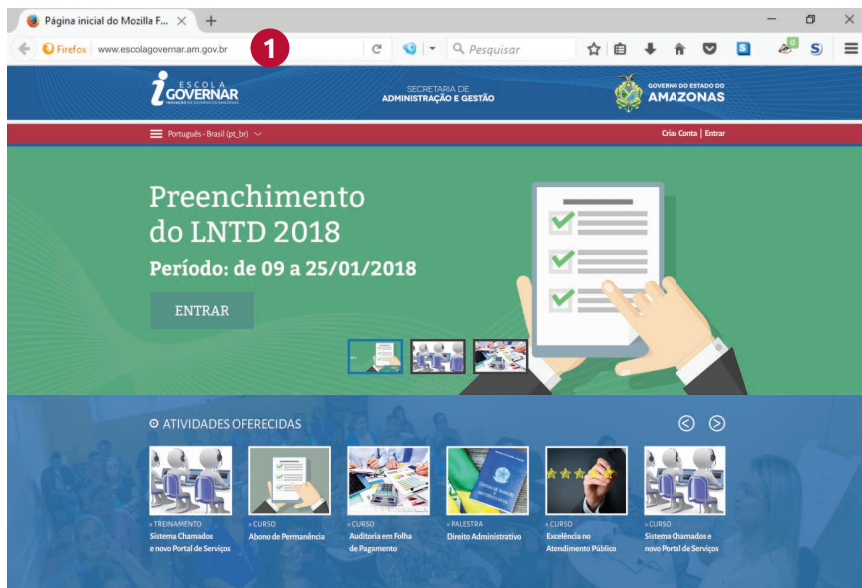 Página inicial do Mozilla F...
Firefox www.escolagovernar.am.gov.br
1
Pesquisar
ESCOLA
GOVERNAR
SECRETARIA DE
ADMINISTRAÇÃO E GESTÃO
GOVERNO DO ESTADO DO
AMAZONAS
Português - Brasil (pt_br)
Criar Conta | Entrar
Preenchimento
do LNTD 2018
Período: de 09 a 25/01/2018
ENTRAR
ATIVIDADES OFERECIDAS
» TREINAMENTO
Sistema Chamados
e novo Portal de Serviços
» CURSO
Abono de Permanência
» CURSO
Auditoria em Folha
de Pagamento
» PALESTRA
Direito Administrativo
» CURSO
Excelência no
Atendimento Público
» CURSO
Sistema Chamados e
novo Portal de Serviços